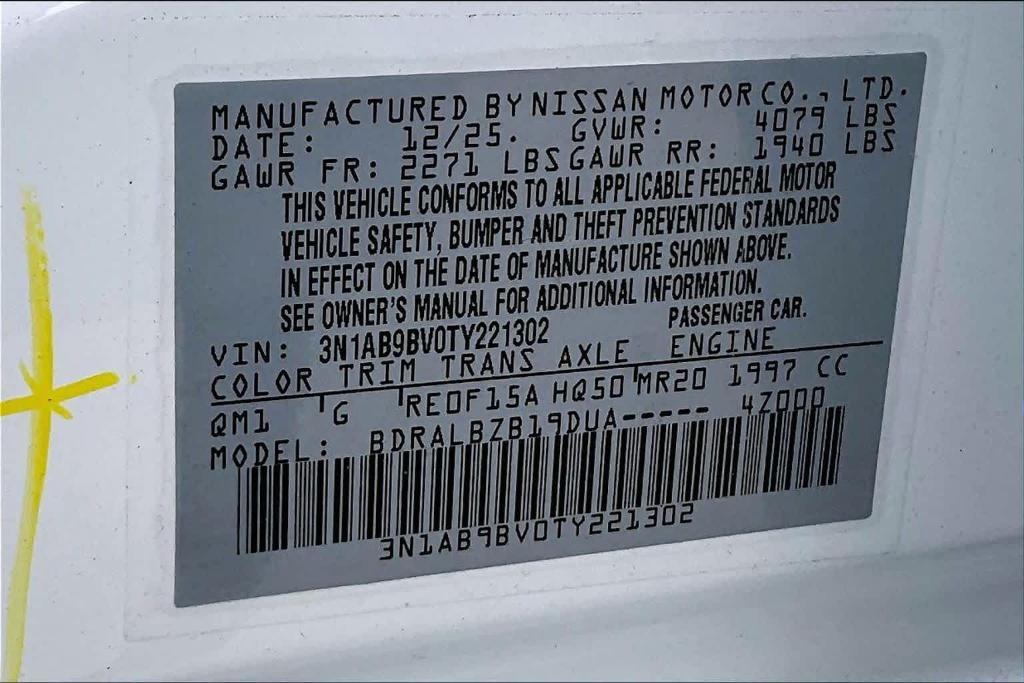 MANUFACTURED BY NISSAN MOTOR CO., LTD.
DATE: 12/25. GVWR: 4079 LBS
GAWR FR: 2271 LBS GAWR RR: 1940 LBS
THIS VEHICLE CONFORMS TO ALL APPLICABLE FEDERAL MOTOR
VEHICLE SAFETY, BUMPER AND THEFT PREVENTION STANDARDS
IN EFFECT ON THE DATE OF MANUFACTURE SHOWN ABOVE.
SEE OWNER'S MANUAL FOR ADDITIONAL INFORMATION.
VIN: 3N1AB9BV0TY221302 PASSENGER CAR.
COLOR TRIM TRANS AXLE ENGINE
QM1 G RE0F15A HQ50 MR20 1997 CC
MODEL: BDRALBZB19DUA----- 4Z000
3N1AB9BV0TY221302